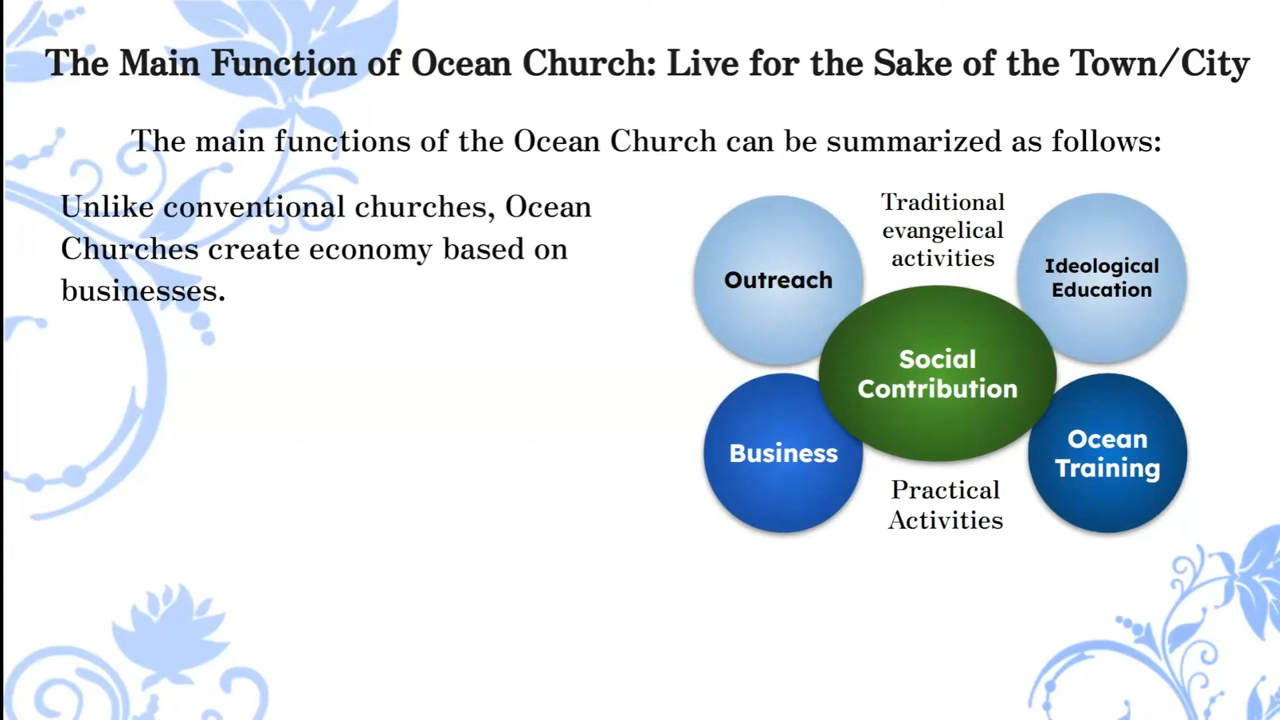 The Main Function of Ocean Church: Live for the Sake of the Town/City
The main functions of the Ocean Church can be summarized as follows:
Unlike conventional churches, Ocean
Churches create economy based on
businesses.
Traditional
evangelical
activities
Outreach
Ideological
Education
Social
Contribution
Business
Ocean
Training
Practical
Activities